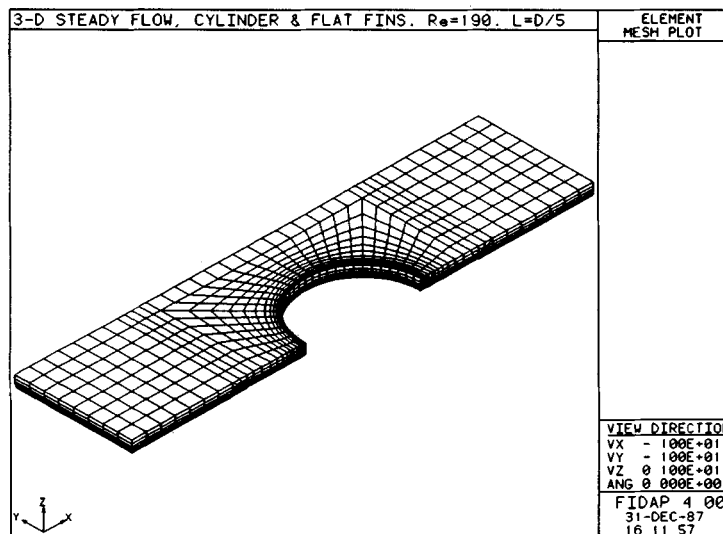 3-D STEADY FLOW, CYLINDER & FLAT FINS. Re=190. L=D/5
ELEMENT
MESH PLOT
VIEW DIRECTIO
VX - 100E+01
VY - 100E+01
VZ 0 100E+01
ANG 0 000E+00
FIDAP 4 00
31-DEC-87
16 11 57
Z
Y X